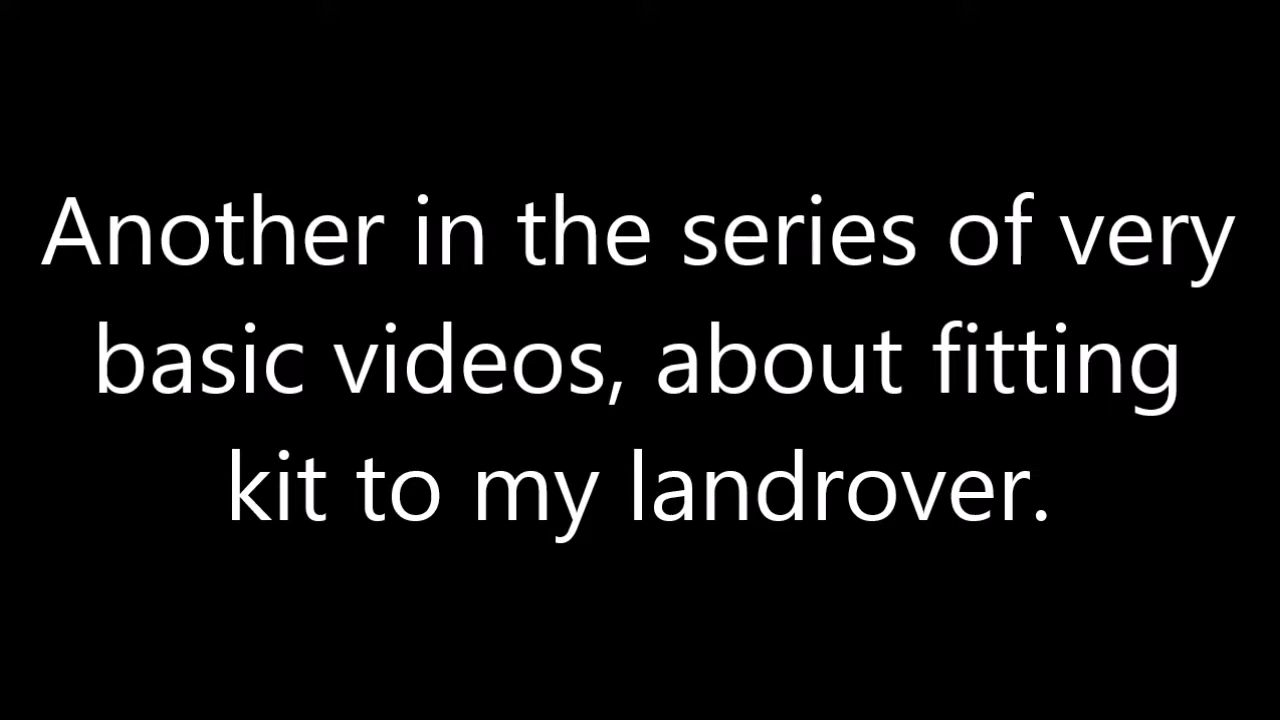 Another in the series of very
basic videos, about fitting
kit to my landrover.